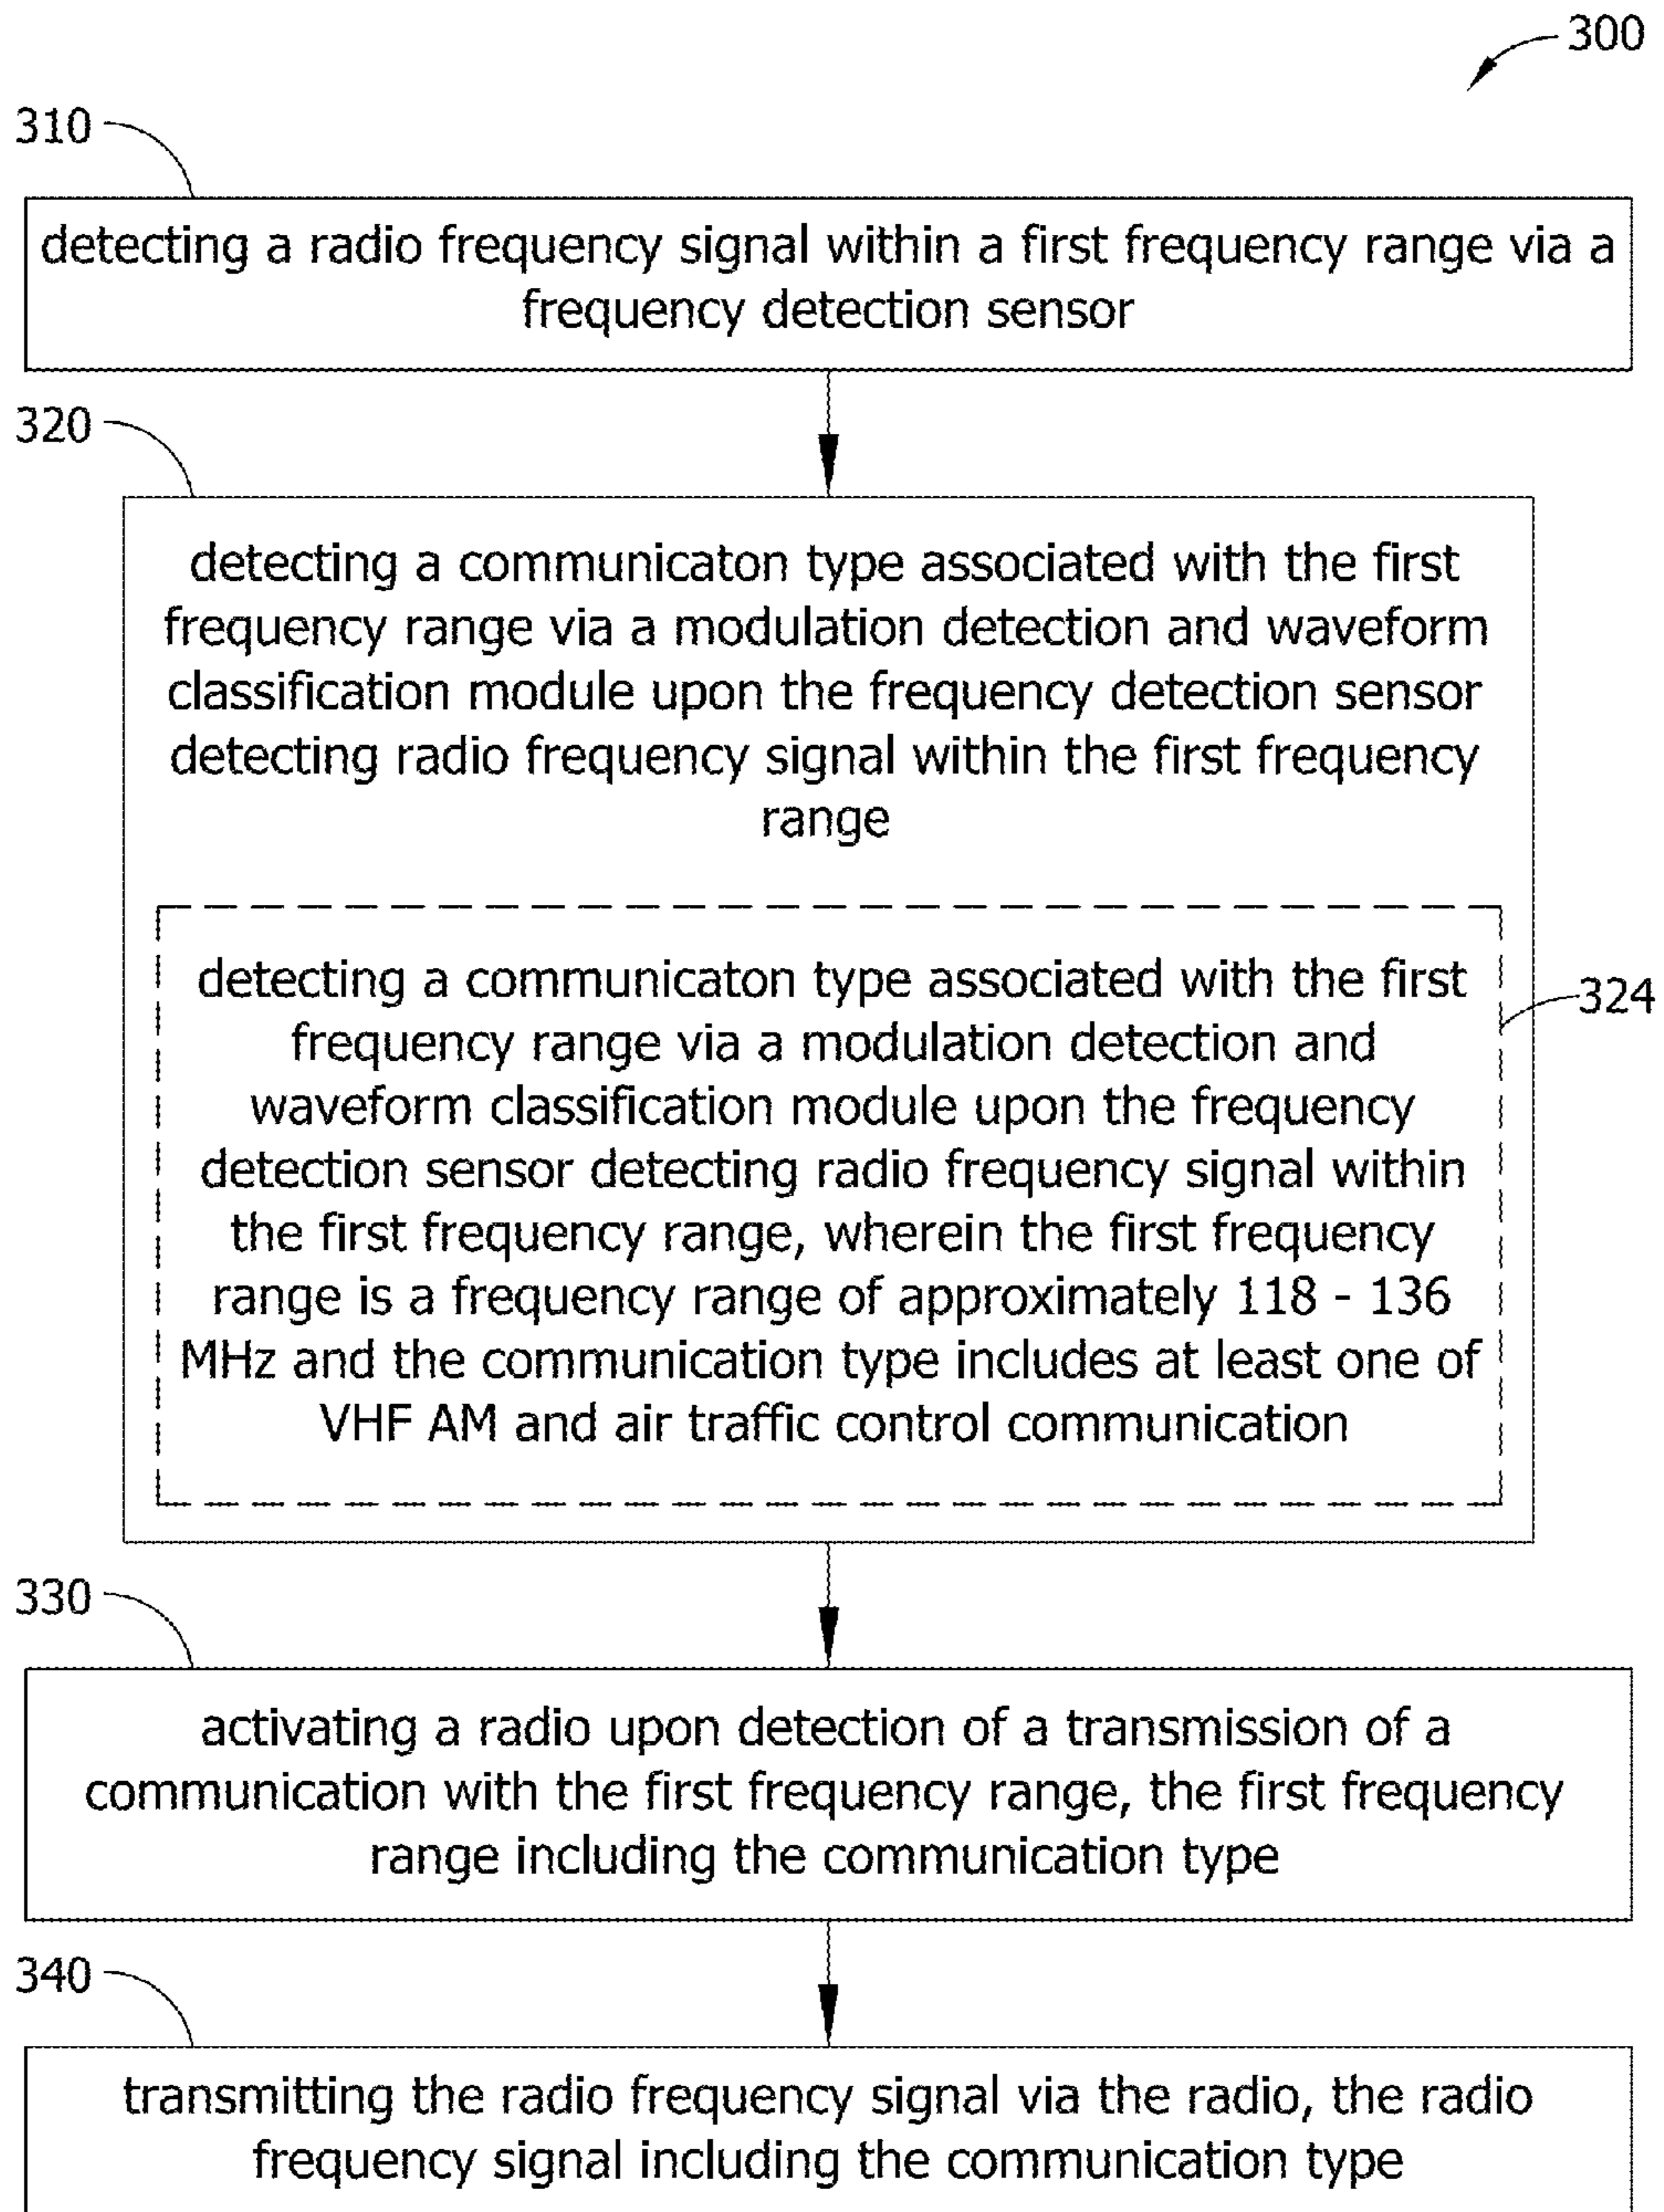 300
310
detecting a radio frequency signal within a first frequency range via a
frequency detection sensor
320
detecting a communicaton type associated with the first
frequency range via a modulation detection and waveform
classification module upon the frequency detection sensor
detecting radio frequency signal within the first frequency
range
detecting a communicaton type associated with the first
frequency range via a modulation detection and
waveform classification module upon the frequency
detection sensor detecting radio frequency signal within
the first frequency range, wherein the first frequency
range is a frequency range of approximately 118 - 136
MHz and the communication type includes at least one of
VHF AM and air traffic control communication
324
330
activating a radio upon detection of a transmission of a
communication with the first frequency range, the first frequency
range including the communication type
340
transmitting the radio frequency signal via the radio, the radio
frequency signal including the communication type